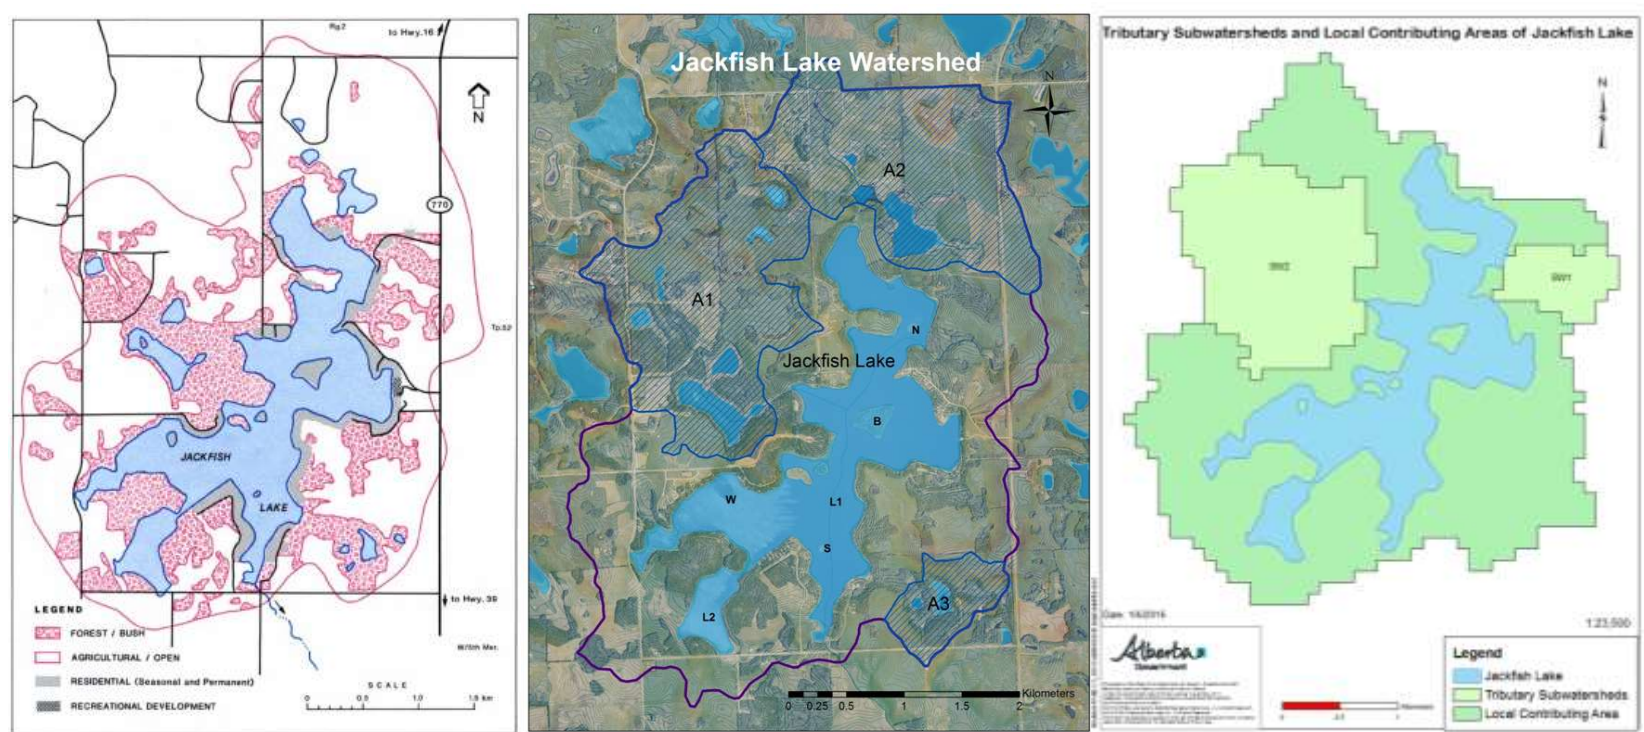 Rg2
to Hwy.16
N
770
Tp.52
JACKFISH
LAKE
to Hwy. 39
LEGEND
FOREST / BUSH
AGRICULTURAL / OPEN
RESIDENTIAL (Seasonal and Permanent)
RECREATIONAL DEVELOPMENT
SCALE
0 0.5 1.0 1.5 km
Jackfish Lake Watershed
N
A2
A1
N
Jackfish Lake
B
W
L1
S
A3
L2
Kilometers
0 0.25 0.5 1 1.5 2
Tributary Subwatersheds and Local Contributing Areas of Jackfish Lake
N
SW2
SW1
1:23,500
Alberta
Government
Legend
Jackfish Lake
Tributary Subwatersheds
Local Contributing Area